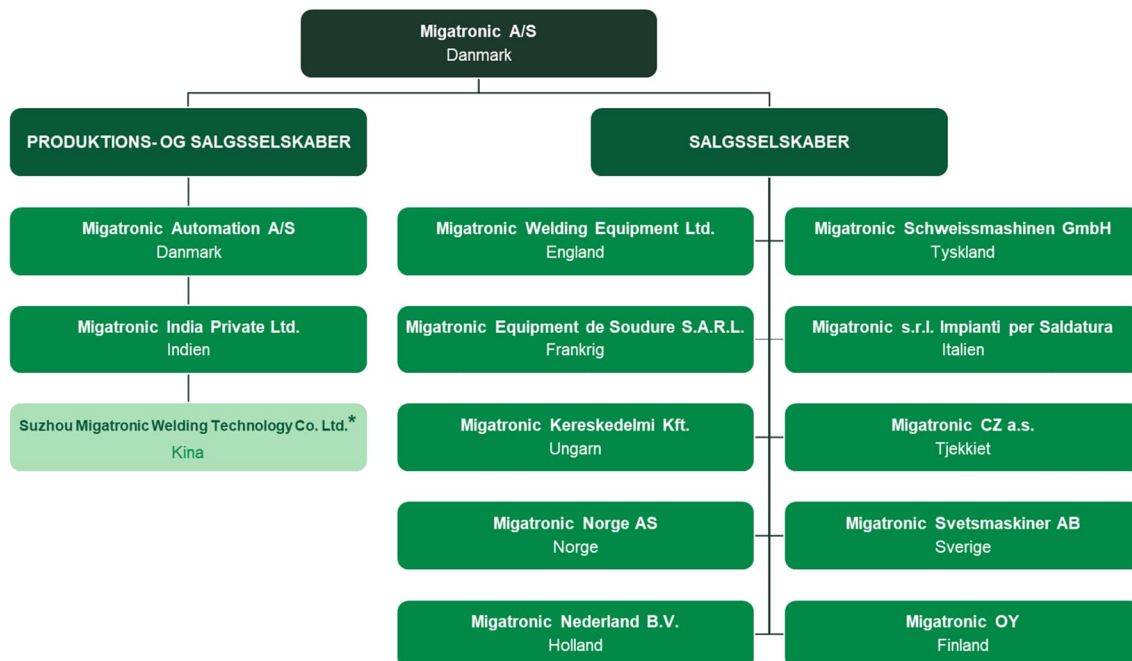 Migatronic A/S
Danmark
PRODUKTIONS- OG SALGSSELSKABER
SALGSSELSKABER
Migatronic Automation A/S
Danmark
Migatronic India Private Ltd.
Indien
Suzhou Migatronic Welding Technology Co. Ltd.*
Kina
Migatronic Welding Equipment Ltd.
England
Migatronic Schweissmashinen GmbH
Tyskland
Migatronic Equipment de Soudure S.A.R.L.
Frankrig
Migatronic s.r.l. Impianti per Saldatura
Italien
Migatronic Kereskedelmi Kft.
Ungarn
Migatronic CZ a.s.
Tjekkiet
Migatronic Norge AS
Norge
Migatronic Svetsmaskiner AB
Sverige
Migatronic Nederland B.V.
Holland
Migatronic OY
Finland